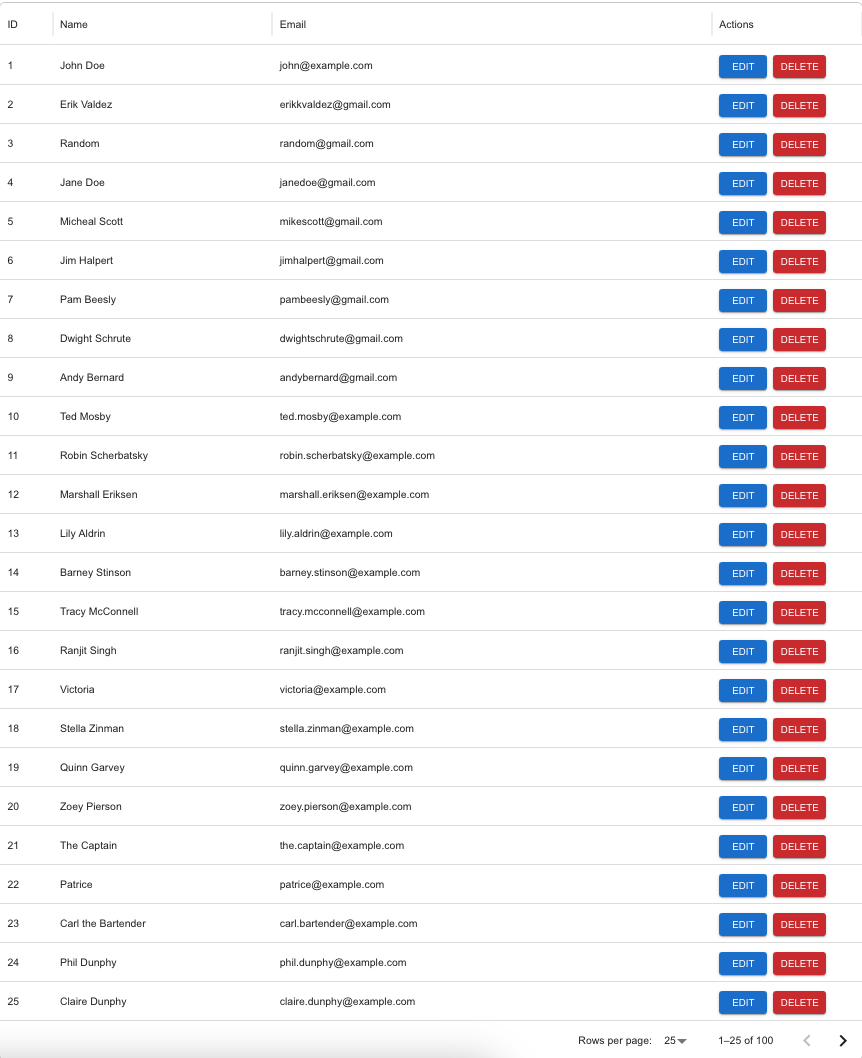 ID Name Email Actions
1 John Doe john@example.com EDIT DELETE
2 Erik Valdez erikkvaldez@gmail.com EDIT DELETE
3 Random random@gmail.com EDIT DELETE
4 Jane Doe janedoe@gmail.com EDIT DELETE
5 Micheal Scott mikescott@gmail.com EDIT DELETE
6 Jim Halpert jimhalpert@gmail.com EDIT DELETE
7 Pam Beesly pambeesly@gmail.com EDIT DELETE
8 Dwight Schrute dwightschrute@gmail.com EDIT DELETE
9 Andy Bernard andybernard@gmail.com EDIT DELETE
10 Ted Mosby ted.mosby@example.com EDIT DELETE
11 Robin Scherbatsky robin.scherbatsky@example.com EDIT DELETE
12 Marshall Eriksen marshall.eriksen@example.com EDIT DELETE
13 Lily Aldrin lily.aldrin@example.com EDIT DELETE
14 Barney Stinson barney.stinson@example.com EDIT DELETE
15 Tracy McConnell tracy.mcconnell@example.com EDIT DELETE
16 Ranjit Singh ranjit.singh@example.com EDIT DELETE
17 Victoria victoria@example.com EDIT DELETE
18 Stella Zinman stella.zinman@example.com EDIT DELETE
19 Quinn Garvey quinn.garvey@example.com EDIT DELETE
20 Zoey Pierson zoey.pierson@example.com EDIT DELETE
21 The Captain the.captain@example.com EDIT DELETE
22 Patrice patrice@example.com EDIT DELETE
23 Carl the Bartender carl.bartender@example.com EDIT DELETE
24 Phil Dunphy phil.dunphy@example.com EDIT DELETE
25 Claire Dunphy claire.dunphy@example.com EDIT DELETE
Rows per page: 25 1–25 of 100